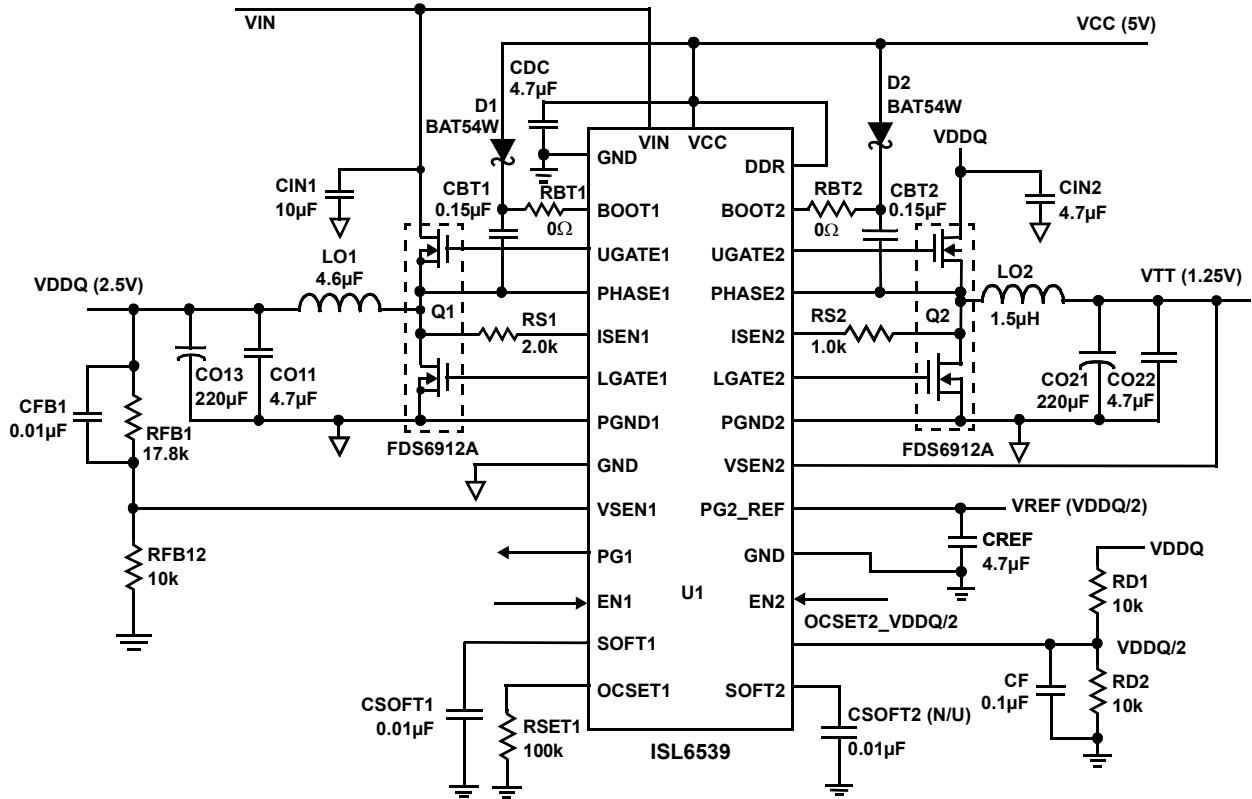 VIN
VCC (5V)
CDC
4.7µF
D1
BAT54W
D2
BAT54W
VDDQ
CIN1
10µF
CBT1
0.15µF
RBT1
0Ω
RBT2
0Ω
CBT2
0.15µF
CIN2
4.7µF
VDDQ (2.5V)
LO1
4.6µF
Q1
RS1
2.0k
RS2
1.0k
Q2
LO2
1.5µH
VTT (1.25V)
CFB1
0.01µF
RFB1
17.8k
CO13
220µF
CO11
4.7µF
FDS6912A
FDS6912A
CO21
220µF
CO22
4.7µF
RFB12
10k
VIN
VCC
GND
BOOT1
UGATE1
PHASE1
ISEN1
LGATE1
PGND1
GND
VSEN1
PG1
EN1
SOFT1
OCSET1
DDR
BOOT2
UGATE2
PHASE2
ISEN2
LGATE2
PGND2
VSEN2
PG2_REF
GND
EN2
SOFT2
U1
ISL6539
VREF (VDDQ/2)
CREF
4.7µF
VDDQ
RD1
10k
OCSET2_VDDQ/2
VDDQ/2
CF
0.1µF
RD2
10k
CSOFT1
0.01µF
RSET1
100k
CSOFT2 (N/U)
0.01µF